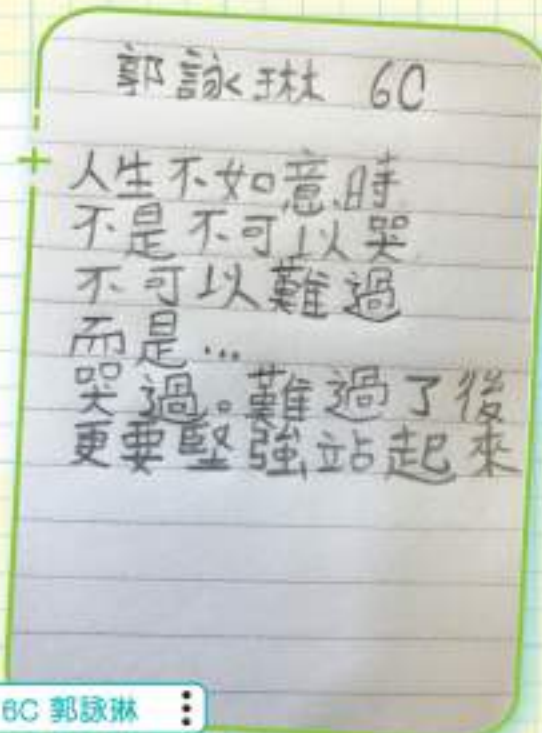 郭詠琳 6C
人生不如意時
不是不可以哭
不可以難過
而是...
哭過。難過了後
更要堅強站起來
6C 郭詠琳